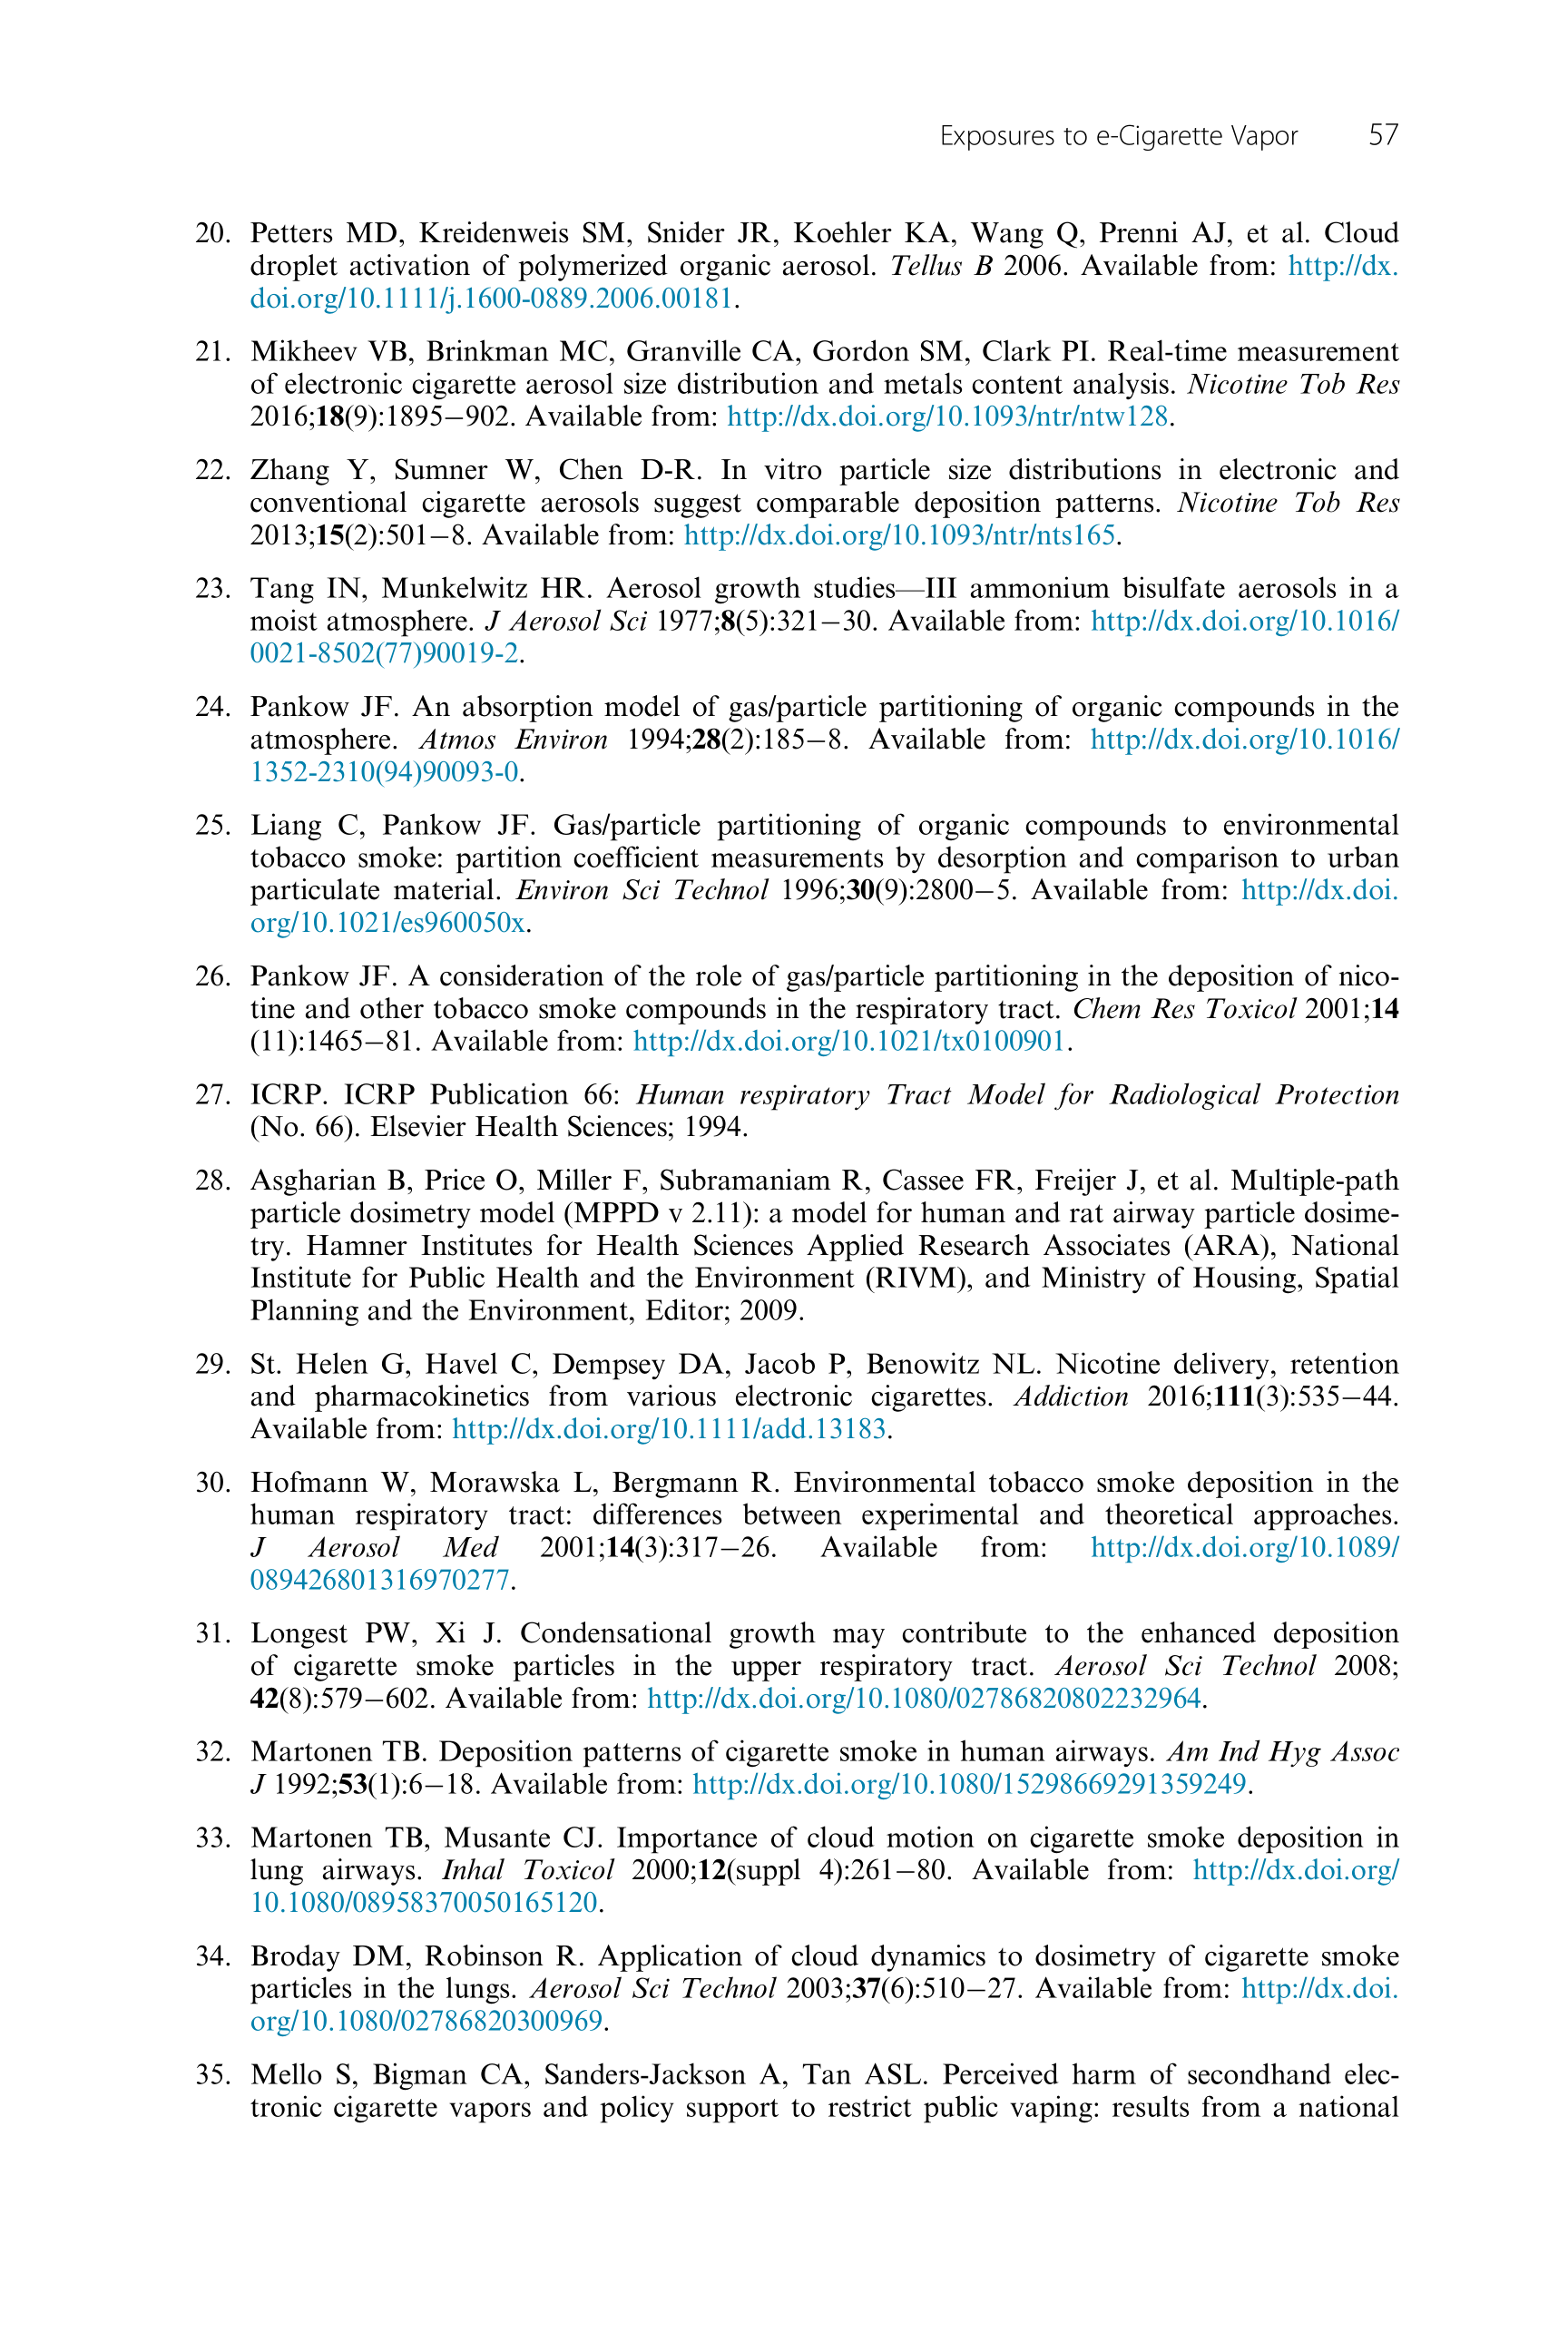 Exposures to e-Cigarette Vapor 57
20. Petters MD, Kreidenweis SM, Snider JR, Koehler KA, Wang Q, Prenni AJ, et al. Cloud
droplet activation of polymerized organic aerosol. Tellus B 2006. Available from: http://dx.
doi.org/10.1111/j.1600-0889.2006.00181.
21. Mikheev VB, Brinkman MC, Granville CA, Gordon SM, Clark PI. Real-time measurement
of electronic cigarette aerosol size distribution and metals content analysis. Nicotine Tob Res
2016;18(9):1895–902. Available from: http://dx.doi.org/10.1093/ntr/ntw128.
22. Zhang Y, Sumner W, Chen D-R. In vitro particle size distributions in electronic and
conventional cigarette aerosols suggest comparable deposition patterns. Nicotine Tob Res
2013;15(2):501–8. Available from: http://dx.doi.org/10.1093/ntr/nts165.
23. Tang IN, Munkelwitz HR. Aerosol growth studies—III ammonium bisulfate aerosols in a
moist atmosphere. J Aerosol Sci 1977;8(5):321–30. Available from: http://dx.doi.org/10.1016/
0021-8502(77)90019-2.
24. Pankow JF. An absorption model of gas/particle partitioning of organic compounds in the
atmosphere. Atmos Environ 1994;28(2):185–8. Available from: http://dx.doi.org/10.1016/
1352-2310(94)90093-0.
25. Liang C, Pankow JF. Gas/particle partitioning of organic compounds to environmental
tobacco smoke: partition coefficient measurements by desorption and comparison to urban
particulate material. Environ Sci Technol 1996;30(9):2800–5. Available from: http://dx.doi.
org/10.1021/es960050x.
26. Pankow JF. A consideration of the role of gas/particle partitioning in the deposition of nico-
tine and other tobacco smoke compounds in the respiratory tract. Chem Res Toxicol 2001;14
(11):1465–81. Available from: http://dx.doi.org/10.1021/tx0100901.
27. ICRP. ICRP Publication 66: Human respiratory Tract Model for Radiological Protection
(No. 66). Elsevier Health Sciences; 1994.
28. Asgharian B, Price O, Miller F, Subramaniam R, Cassee FR, Freijer J, et al. Multiple-path
particle dosimetry model (MPPD v 2.11): a model for human and rat airway particle dosime-
try. Hamner Institutes for Health Sciences Applied Research Associates (ARA), National
Institute for Public Health and the Environment (RIVM), and Ministry of Housing, Spatial
Planning and the Environment, Editor; 2009.
29. St. Helen G, Havel C, Dempsey DA, Jacob P, Benowitz NL. Nicotine delivery, retention
and pharmacokinetics from various electronic cigarettes. Addiction 2016;111(3):535–44.
Available from: http://dx.doi.org/10.1111/add.13183.
30. Hofmann W, Morawska L, Bergmann R. Environmental tobacco smoke deposition in the
human respiratory tract: differences between experimental and theoretical approaches.
J Aerosol Med 2001;14(3):317–26. Available from: http://dx.doi.org/10.1089/
089426801316970277.
31. Longest PW, Xi J. Condensational growth may contribute to the enhanced deposition
of cigarette smoke particles in the upper respiratory tract. Aerosol Sci Technol 2008;
42(8):579–602. Available from: http://dx.doi.org/10.1080/02786820802232964.
32. Martonen TB. Deposition patterns of cigarette smoke in human airways. Am Ind Hyg Assoc
J 1992;53(1):6–18. Available from: http://dx.doi.org/10.1080/15298669291359249.
33. Martonen TB, Musante CJ. Importance of cloud motion on cigarette smoke deposition in
lung airways. Inhal Toxicol 2000;12(suppl 4):261–80. Available from: http://dx.doi.org/
10.1080/08958370050165120.
34. Broday DM, Robinson R. Application of cloud dynamics to dosimetry of cigarette smoke
particles in the lungs. Aerosol Sci Technol 2003;37(6):510–27. Available from: http://dx.doi.
org/10.1080/02786820300969.
35. Mello S, Bigman CA, Sanders-Jackson A, Tan ASL. Perceived harm of secondhand elec-
tronic cigarette vapors and policy support to restrict public vaping: results from a national